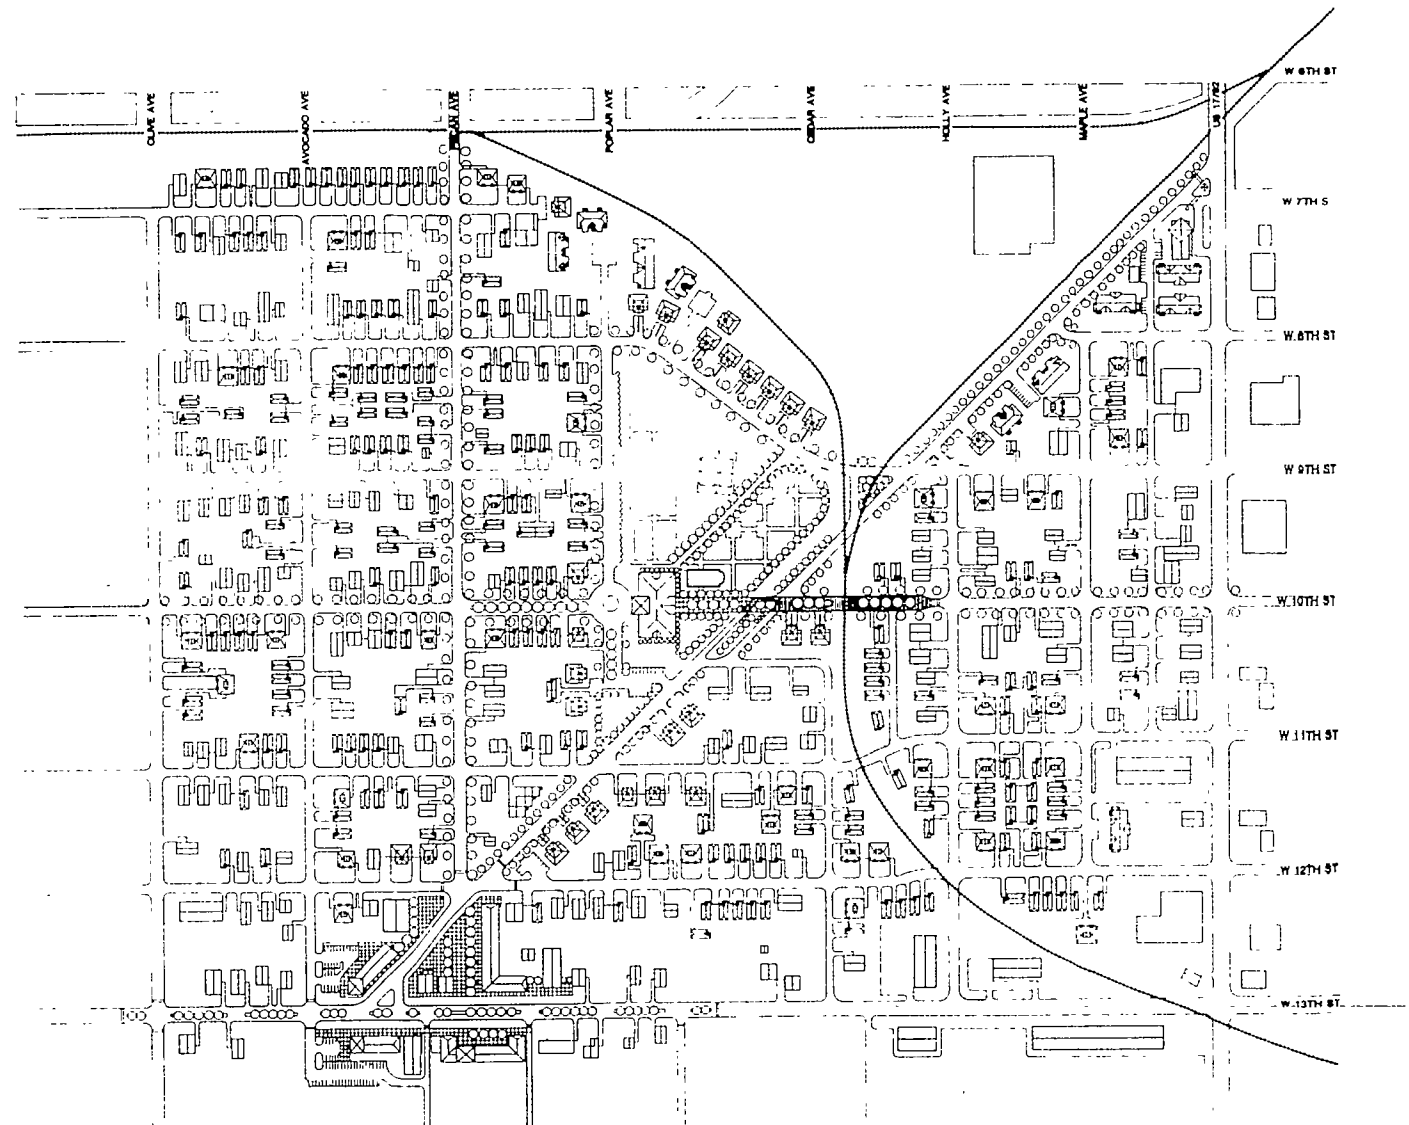 W 6TH ST
OLIVE AVE
AVOCADO AVE
POPLAR AVE
CEDAR AVE
HOLLY AVE
MAPLE AVE
US 17/92
W 7TH S
W 8TH ST
W 9TH ST
W 10TH ST
W 11TH ST
W 12TH ST
W 13TH ST